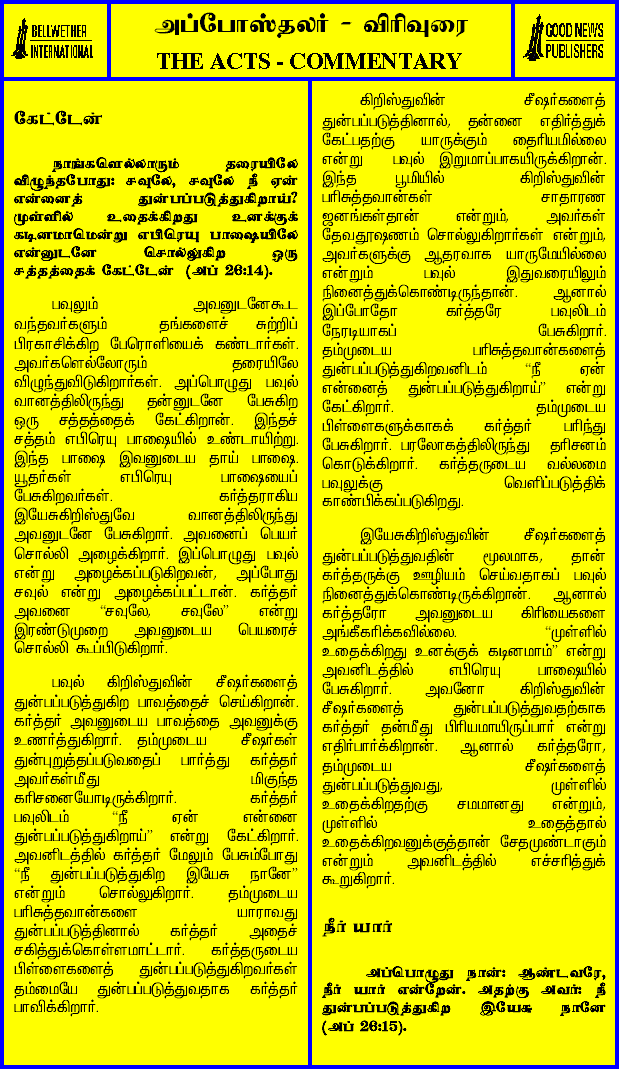 BELLWETHER
INTERNATIONAL
அப்போஸ்தலர் - விரிவுரை
THE ACTS - COMMENTARY
GOOD NEWS
PUBLISHERS
கேட்டேன்
நாங்களெல்லாரும் தரையிலே
விழுந்தபோது: சவுலே, சவுலே நீ ஏன்
என்னைத் துன்பப்படுத்துகிறாய்?
முள்ளில் உதைக்கிறது உனக்குக்
கடினமாமென்று எபிரெயு பாஷையிலே
என்னுடனே சொல்லுகிற ஒரு
சத்தத்தைக் கேட்டேன் (அப் 26:14).
பவுலும் அவனுடனேகூட
வந்தவர்களும் தங்களைச் சுற்றிப்
பிரகாசிக்கிற பேரொளியைக் கண்டார்கள்.
அவர்களெல்லோரும் தரையிலே
விழுந்துவிடுகிறார்கள். அப்பொழுது பவுல்
வானத்திலிருந்து தன்னுடனே பேசுகிற
ஒரு சத்தத்தைக் கேட்கிறான். இந்தச்
சத்தம் எபிரெயு பாஷையில் உண்டாயிற்று.
இந்த பாஷை இவனுடைய தாய் பாஷை.
யூதர்கள் எபிரெயு பாஷையைப்
பேசுகிறவர்கள். கர்த்தராகிய
இயேசுகிறிஸ்துவே வானத்திலிருந்து
அவனுடனே பேசுகிறார். அவனைப் பெயர்
சொல்லி அழைக்கிறார். இப்பொழுது பவுல்
என்று அழைக்கப்படுகிறவன், அப்போது
சவுல் என்று அழைக்கப்பட்டான். கர்த்தர்
அவனை “சவுலே, சவுலே” என்று
இரண்டுமுறை அவனுடைய பெயரைச்
சொல்லி கூப்பிடுகிறார்.
பவுல் கிறிஸ்துவின் சீஷர்களைத்
துன்பப்படுத்துகிற பாவத்தைச் செய்கிறான்.
கர்த்தர் அவனுடைய பாவத்தை அவனுக்கு
உணர்த்துகிறார். தம்முடைய சீஷர்கள்
துன்புறுத்தப்படுவதைப் பார்த்து கர்த்தர்
அவர்கள்மீது மிகுந்த
கரிசனையோடிருக்கிறார். கர்த்தர்
பவுலிடம் “நீ ஏன் என்னை
துன்பப்படுத்துகிறாய்” என்று கேட்கிறார்.
அவனிடத்தில் கர்த்தர் மேலும் பேசும்போது
“நீ துன்பப்படுத்துகிற இயேசு நானே”
என்றும் சொல்லுகிறார். தம்முடைய
பரிசுத்தவான்களை யாராவது
துன்பப்படுத்தினால் கர்த்தர் அதைச்
சகித்துக்கொள்ளமாட்டார். கர்த்தருடைய
பிள்ளைகளைத் துன்பப்படுத்துகிறவர்கள்
தம்மையே துன்பப்படுத்துவதாக கர்த்தர்
பாவிக்கிறார்.
கிறிஸ்துவின் சீஷர்களைத்
துன்பப்படுத்தினால், தன்னை எதிர்த்துக்
கேட்பதற்கு யாருக்கும் தைரியமில்லை
என்று பவுல் இறுமாப்பாகயிருக்கிறான்.
இந்த பூமியில் கிறிஸ்துவின்
பரிசுத்தவான்கள் சாதாரண
ஜனங்கள்தான் என்றும், அவர்கள்
தேவதூஷணம் சொல்லுகிறார்கள் என்றும்,
அவர்களுக்கு ஆதரவாக யாருமேயில்லை
என்றும் பவுல் இதுவரையிலும்
நினைத்துக்கொண்டிருந்தான். ஆனால்
இப்போதோ கர்த்தரே பவுலிடம்
நேரடியாகப் பேசுகிறார்.
தம்முடைய பரிசுத்தவான்களைத்
துன்பப்படுத்துகிறவனிடம் “நீ ஏன்
என்னைத் துன்பப்படுத்துகிறாய்” என்று
கேட்கிறார். தம்முடைய
பிள்ளைகளுக்காகக் கர்த்தர் பரிந்து
பேசுகிறார். பரலோகத்திலிருந்து தரிசனம்
கொடுக்கிறார். கர்த்தருடைய வல்லமை
பவுலுக்கு வெளிப்படுத்திக்
காண்பிக்கப்படுகிறது.
இயேசுகிறிஸ்துவின் சீஷர்களைத்
துன்பப்படுத்துவதின் மூலமாக, தான்
கர்த்தருக்கு ஊழியம் செய்வதாகப் பவுல்
நினைத்துக்கொண்டிருக்கிறான். ஆனால்
கர்த்தரோ அவனுடைய கிரியைகளை
அங்கீகரிக்கவில்லை. “முள்ளில்
உதைக்கிறது உனக்குக் கடினமாம்” என்று
அவனிடத்தில் எபிரெயு பாஷையில்
பேசுகிறார். அவனோ கிறிஸ்துவின்
சீஷர்களைத் துன்பப்படுத்துவதற்காக
கர்த்தர் தன்மீது பிரியமாயிருப்பார் என்று
எதிர்பார்க்கிறான். ஆனால் கர்த்தரோ,
தம்முடைய சீஷர்களைத்
துன்பப்படுத்துவது, முள்ளில்
உதைக்கிறதற்கு சமமானது என்றும்,
முள்ளில் உதைத்தால்
உதைக்கிறவனுக்குத்தான் சேதமுண்டாகும்
என்றும் அவனிடத்தில் எச்சரித்துக்
கூறுகிறார்.
நீர் யார்
அப்பொழுது நான்: ஆண்டவரே,
நீர் யார் என்றேன். அதற்கு அவர்: நீ
துன்பப்படுத்துகிற இயேசு நானே
(அப் 26:15).